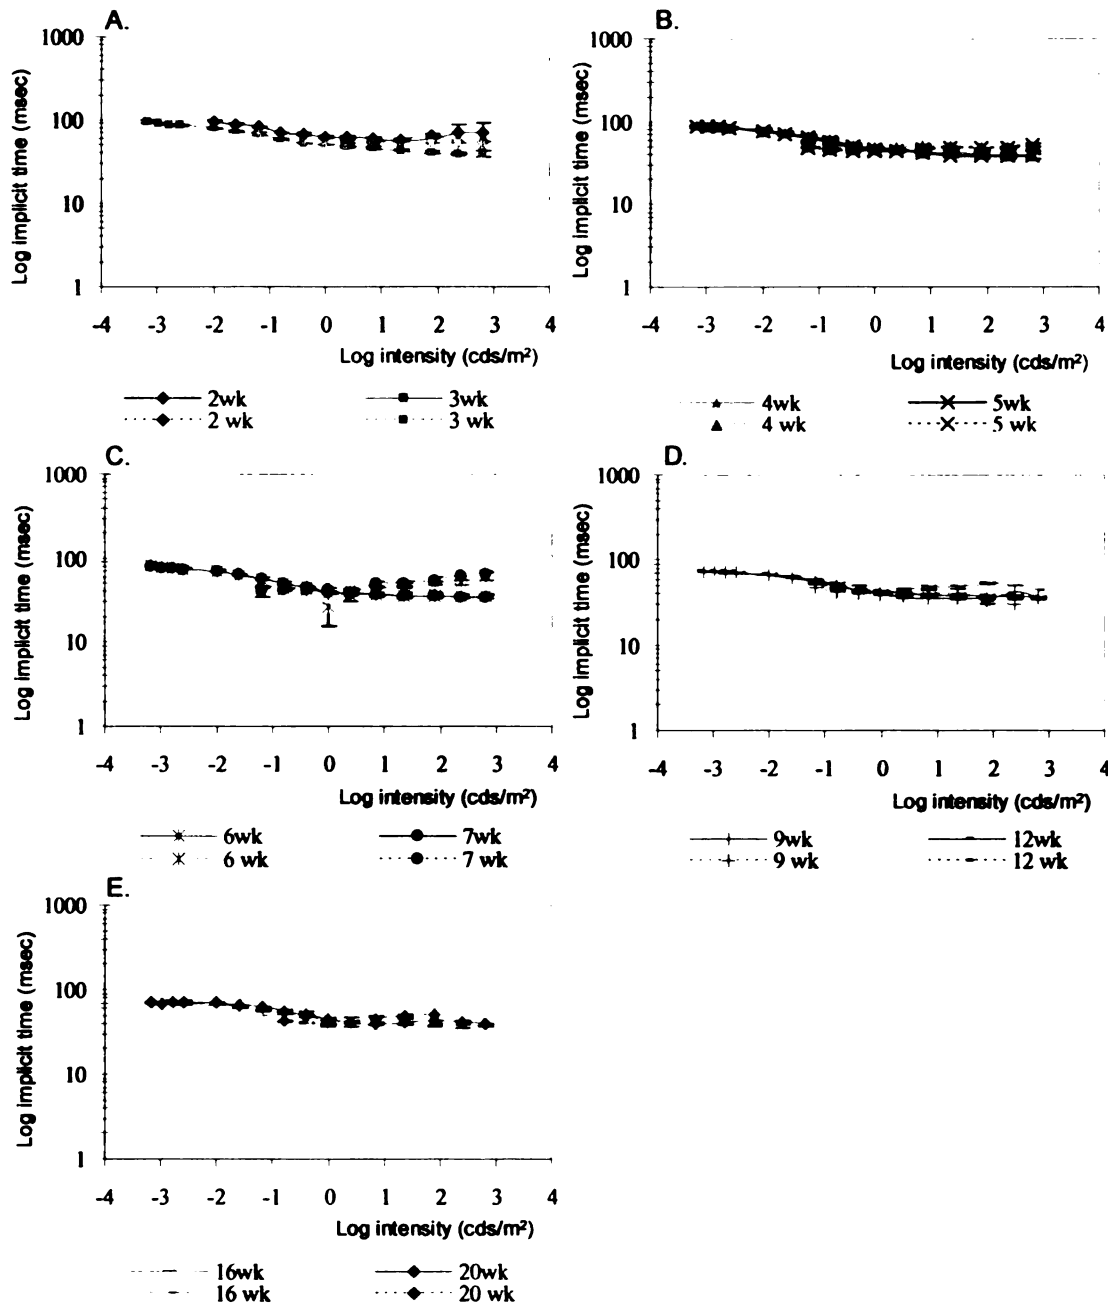 A.
1000
100
10
1
Log implicit time (msec)
-4 -3 -2 -1 0 1 2 3 4
Log intensity (cds/m²)
2wk 3wk
2 wk 3 wk
B.
1000
100
10
1
Log implicit time (msec)
-4 -3 -2 -1 0 1 2 3 4
Log intensity (cds/m²)
4wk 5wk
4 wk 5 wk
C.
1000
100
10
1
Log implicit time (msec)
-4 -3 -2 -1 0 1 2 3 4
Log intensity (cds/m²)
6wk 7wk
6 wk 7 wk
D.
1000
100
10
1
Log implicit time (msec)
-4 -3 -2 -1 0 1 2 3 4
Log intensity (cds/m²)
9wk 12wk
9 wk 12 wk
E.
1000
100
10
1
Log implicit time (msec)
-4 -3 -2 -1 0 1 2 3 4
Log intensity (cds/m²)
16wk 20wk
16 wk 20 wk